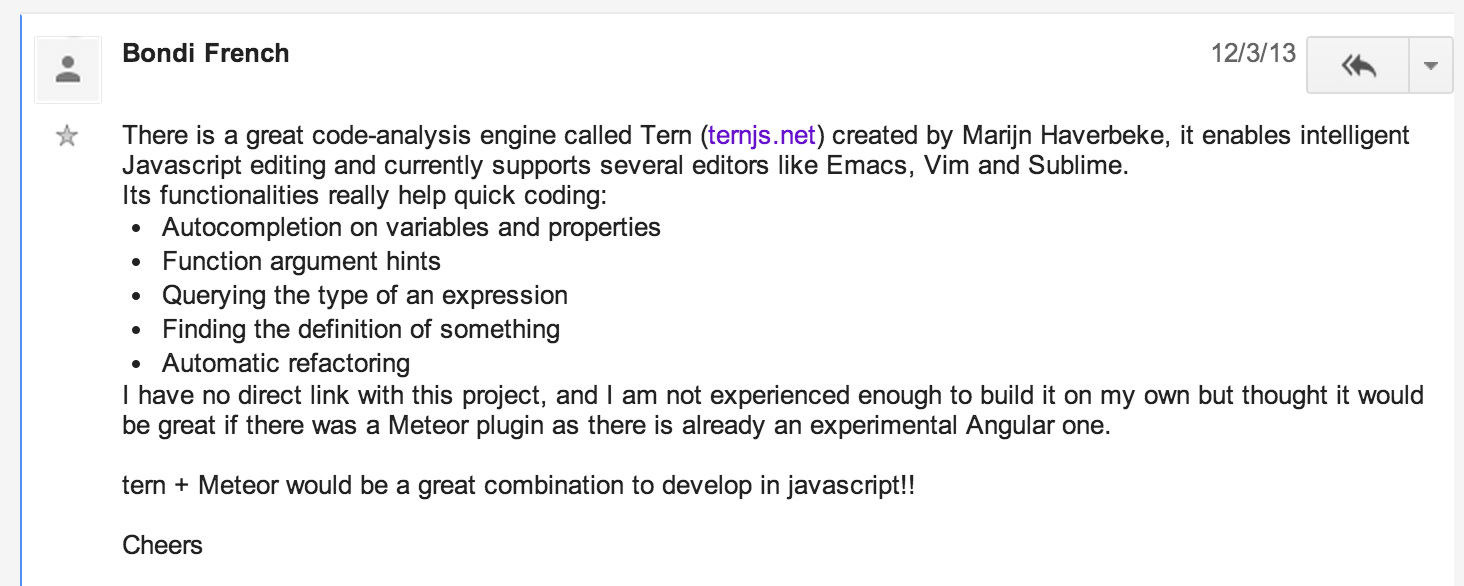 Bondi French
12/3/13
There is a great code-analysis engine called Tern (ternjs.net) created by Marijn Haverbeke, it enables intelligent
Javascript editing and currently supports several editors like Emacs, Vim and Sublime.
Its functionalities really help quick coding:
• Autocompletion on variables and properties
• Function argument hints
• Querying the type of an expression
• Finding the definition of something
• Automatic refactoring
I have no direct link with this project, and I am not experienced enough to build it on my own but thought it would
be great if there was a Meteor plugin as there is already an experimental Angular one.
tern + Meteor would be a great combination to develop in javascript!!
Cheers